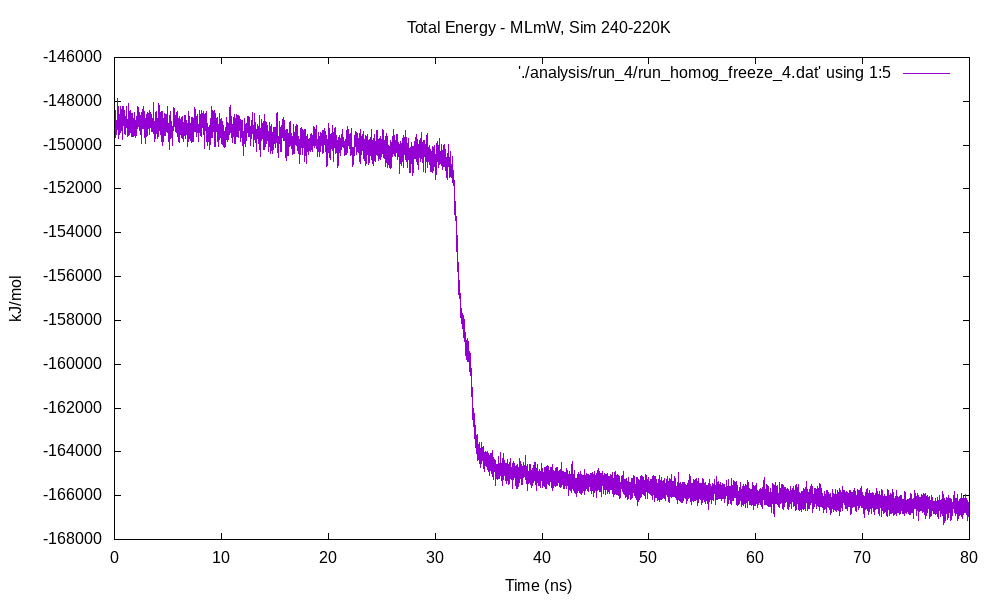 Total Energy - MLmW, Sim 240-220K
'./analysis/run_4/run_homog_freeze_4.dat' using 1:5
-146000
-148000
-150000
-152000
-154000
-156000
-158000
-160000
-162000
-164000
-166000
-168000
kJ/mol
0 10 20 30 40 50 60 70 80
Time (ns)